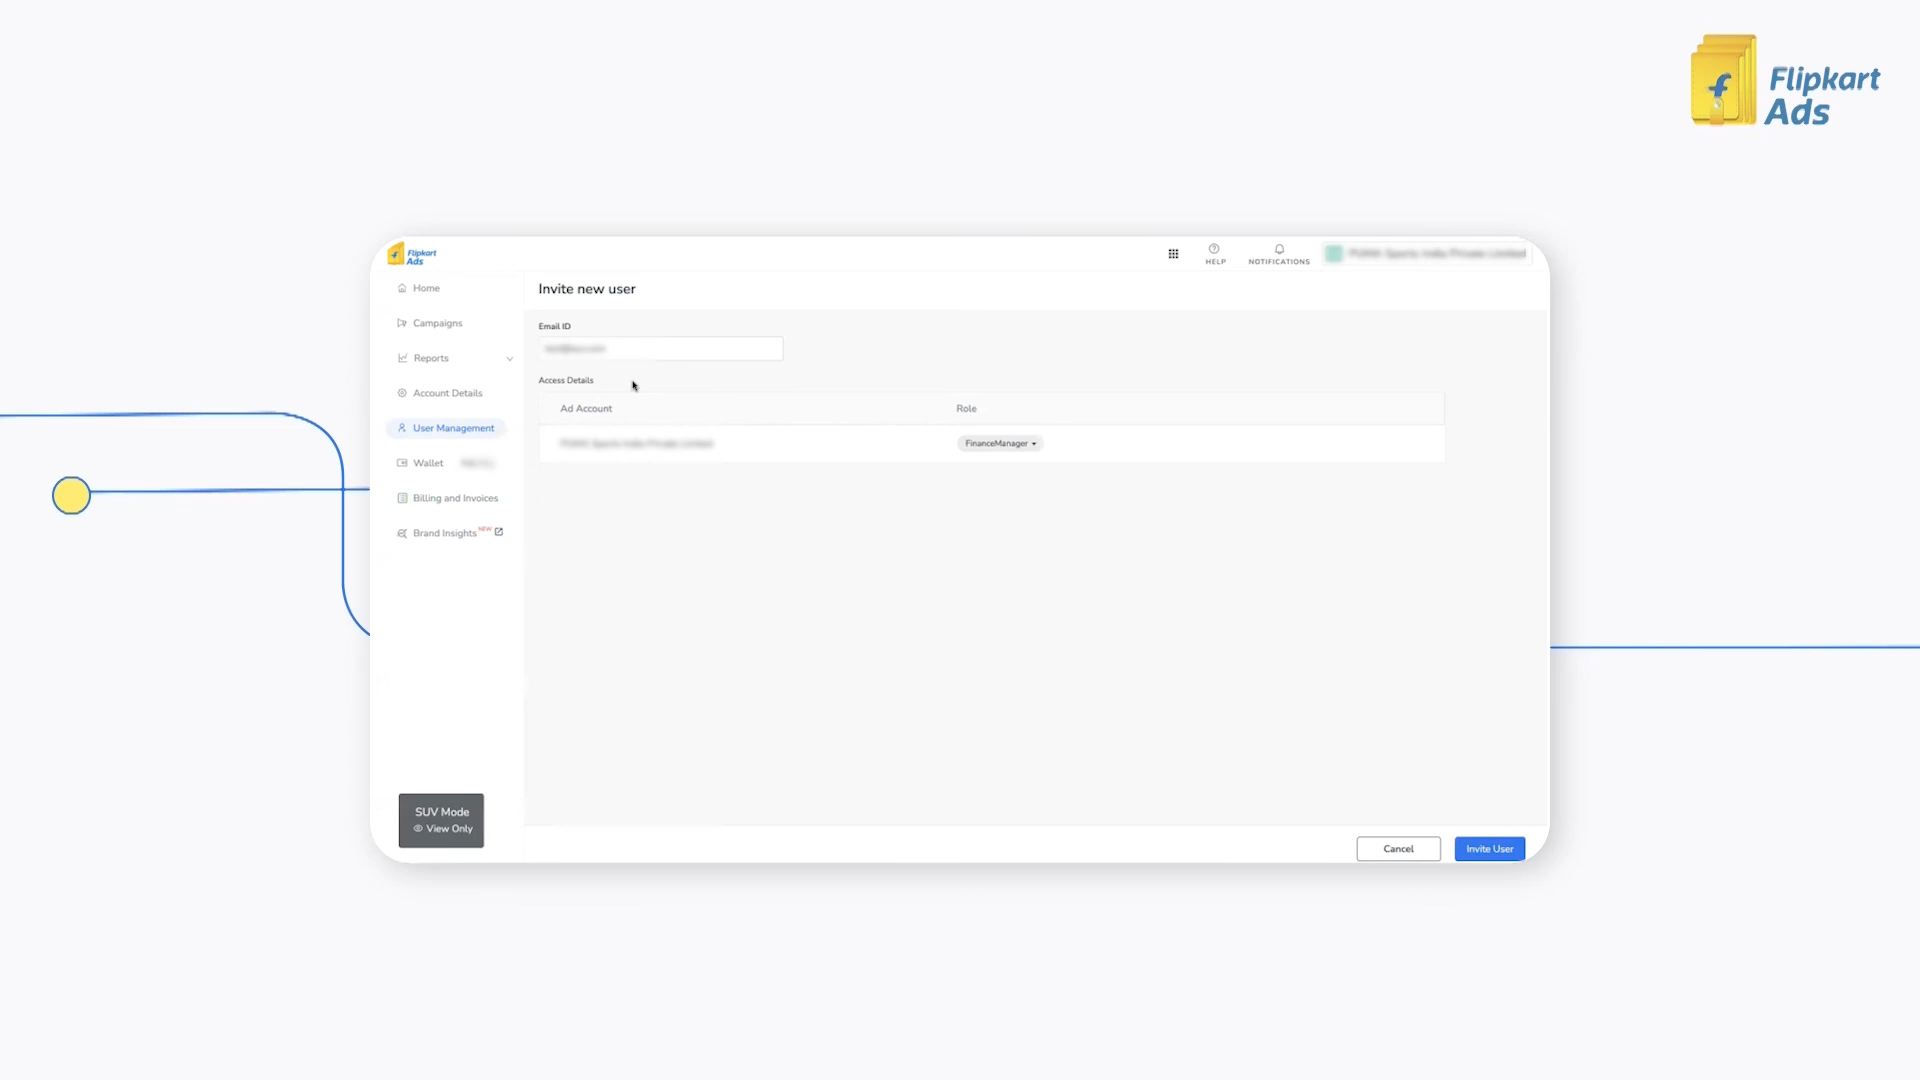 Flipkart
Ads
Flipkart
Ads
HELP
NOTIFICATIONS
Home
Campaigns
Reports
Account Details
User Management
Wallet
Billing and Invoices
Brand Insights NEW
SUV Mode
View Only
Invite new user
Email ID
Access Details
Ad Account
Role
FinanceManager
Cancel
Invite User